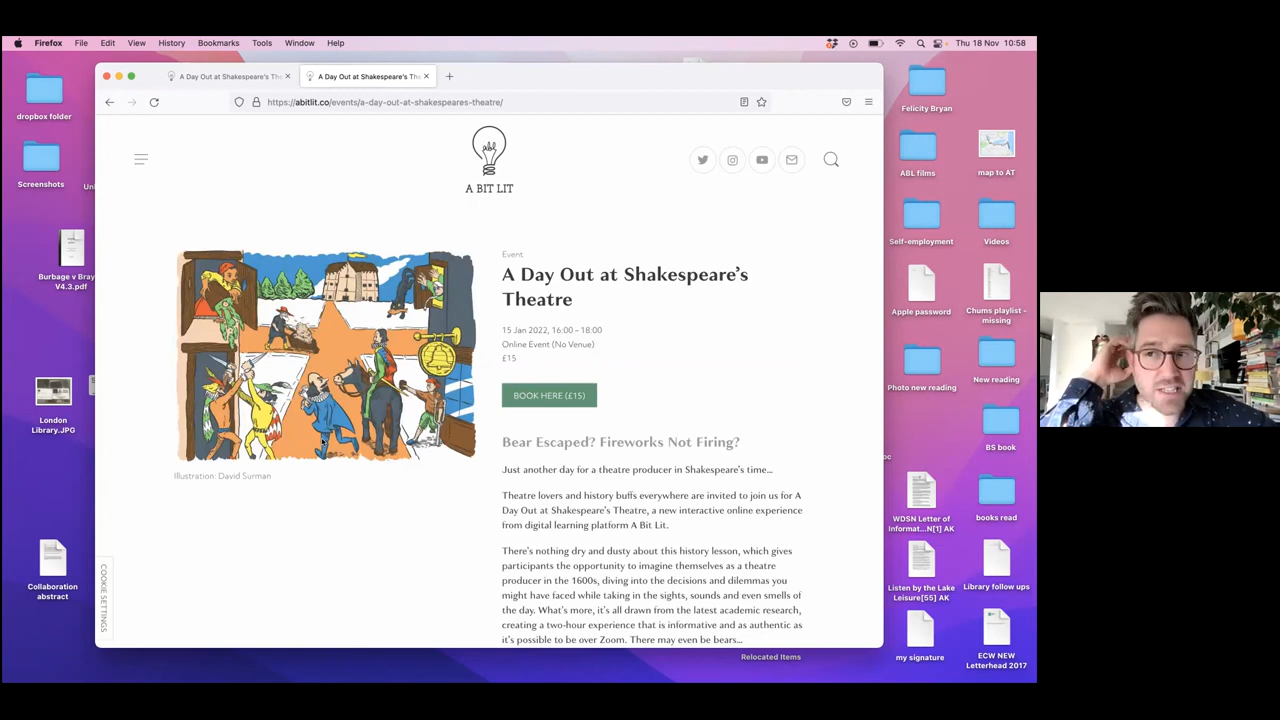 Firefox File Edit View History Bookmarks Tools Window Help Thu 18 Nov 10:58
A Day Out at Shakespeare's The
A Day Out at Shakespeare's The
https://abitlit.co/events/a-day-out-at-shakespeares-theatre/
A BIT LIT
Event
A Day Out at Shakespeare's
Theatre
15 Jan 2022, 16:00 – 18:00
Online Event (No Venue)
£15
BOOK HERE (£15)
Illustration: David Surman
Bear Escaped? Fireworks Not Firing?
Just another day for a theatre producer in Shakespeare's time...
Theatre lovers and history buffs everywhere are invited to join us for A
Day Out at Shakespeare's Theatre, a new interactive online experience
from digital learning platform A Bit Lit.
There's nothing dry and dusty about this history lesson, which gives
participants the opportunity to imagine themselves as a theatre
producer in the 1600s, diving into the decisions and dilemmas you
might have faced while taking in the sights, sounds and even smells of
the day. What's more, it's all drawn from the latest academic research,
creating a two-hour experience that is informative and as authentic as
it's possible to be over Zoom. There may even be bears...
COOKIE SETTINGS
dropbox folder
Screenshots
Burbage v Bray
V4.3.pdf
London
Library.JPG
Collaboration
abstract
Felicity Bryan
ABL films
map to AT
Self-employment
Videos
Apple password
Chums playlist -
missing
Photo new reading
New reading
BS book
WDSN Letter of
Informat...N[1] AK
books read
Listen by the Lake
Leisure[55] AK
Library follow ups
my signature
ECW NEW
Letterhead 2017
Relocated Items